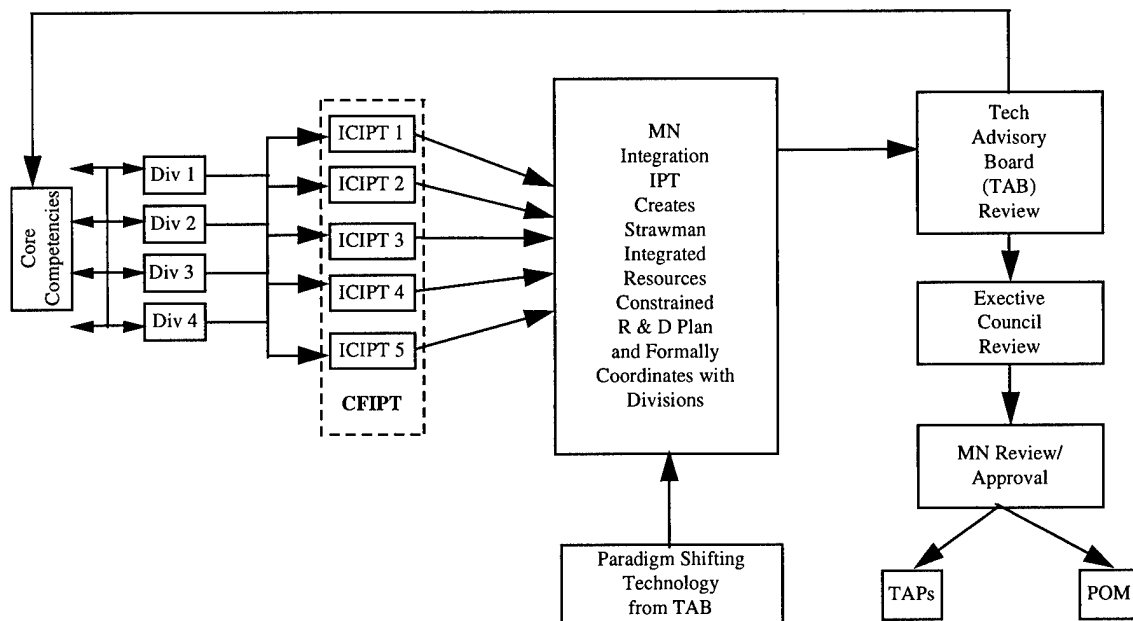 Core
Competencies
Div 1
Div 2
Div 3
Div 4
ICIPT 1
ICIPT 2
ICIPT 3
ICIPT 4
ICIPT 5
CFIPT
MN
Integration
IPT
Creates
Strawman
Integrated
Resources
Constrained
R & D Plan
and Formally
Coordinates with
Divisions
Paradigm Shifting
Technology
from TAB
Tech
Advisory
Board
(TAB)
Review
Exective
Council
Review
MN Review/
Approval
TAPs
POM